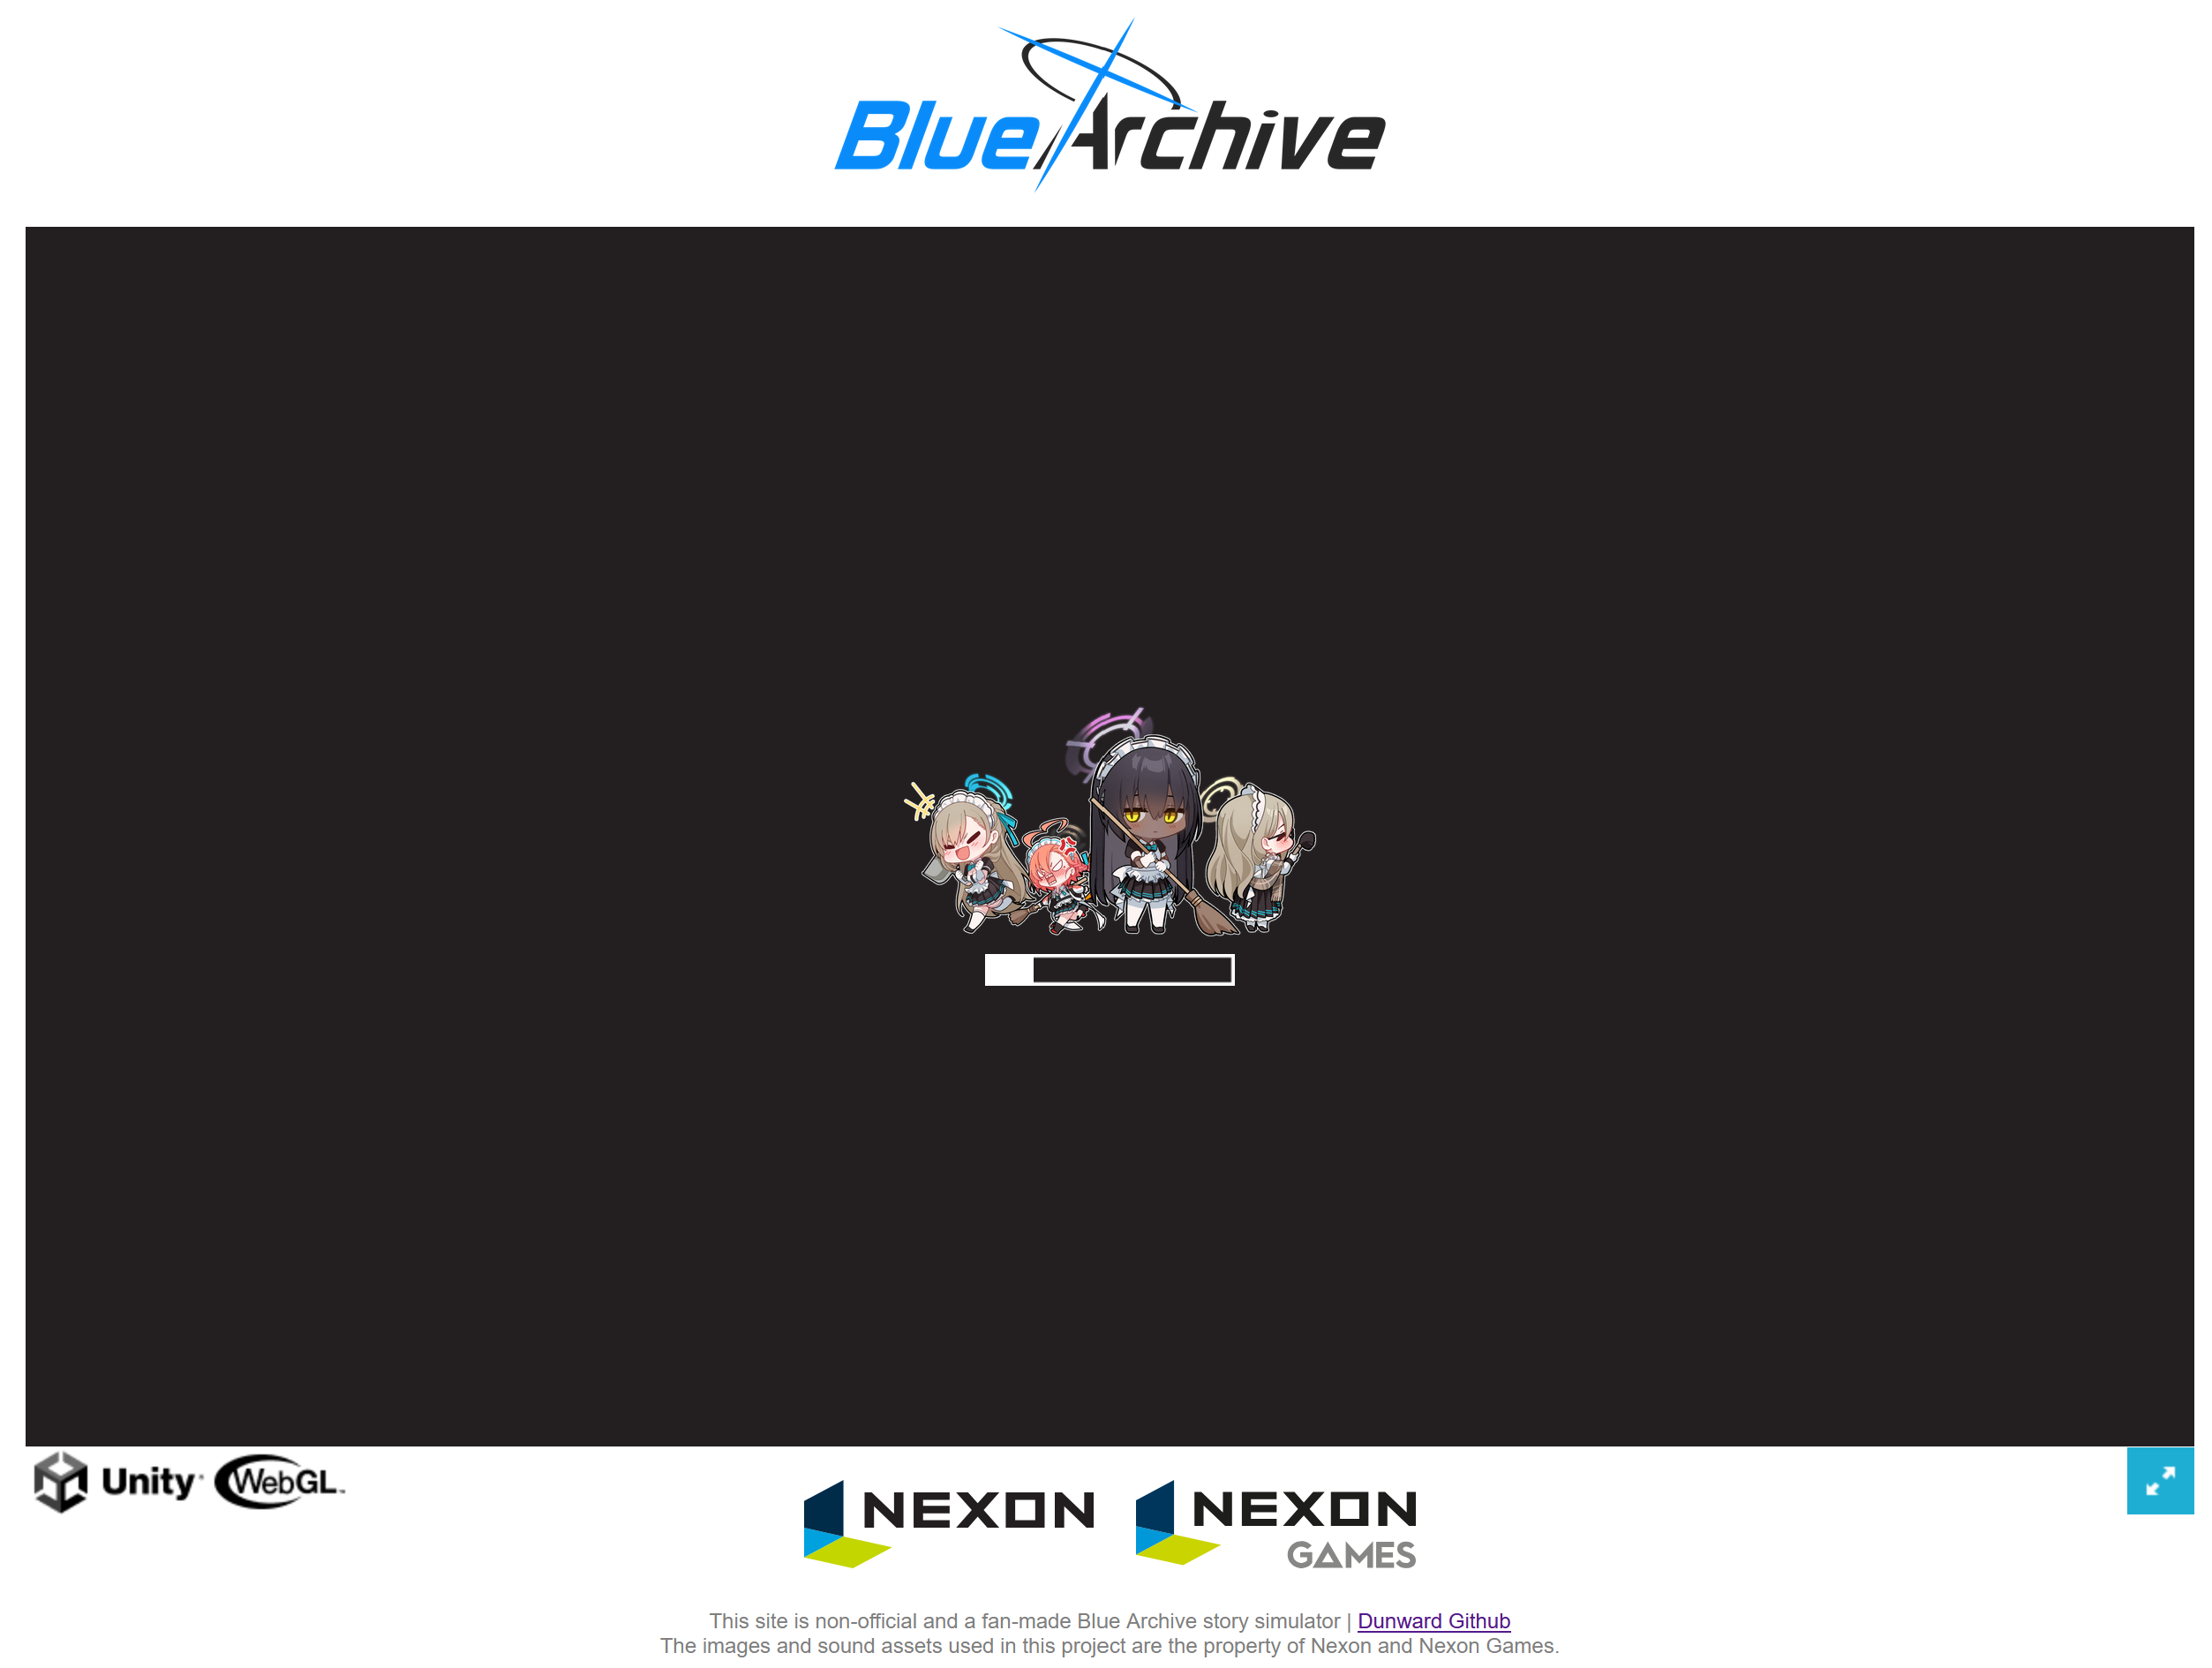 Blue Archive
Unity WebGL™
NEXON
NEXON
GAMES
This site is non-official and a fan-made Blue Archive story simulator | Dunward Github
The images and sound assets used in this project are the property of Nexon and Nexon Games.